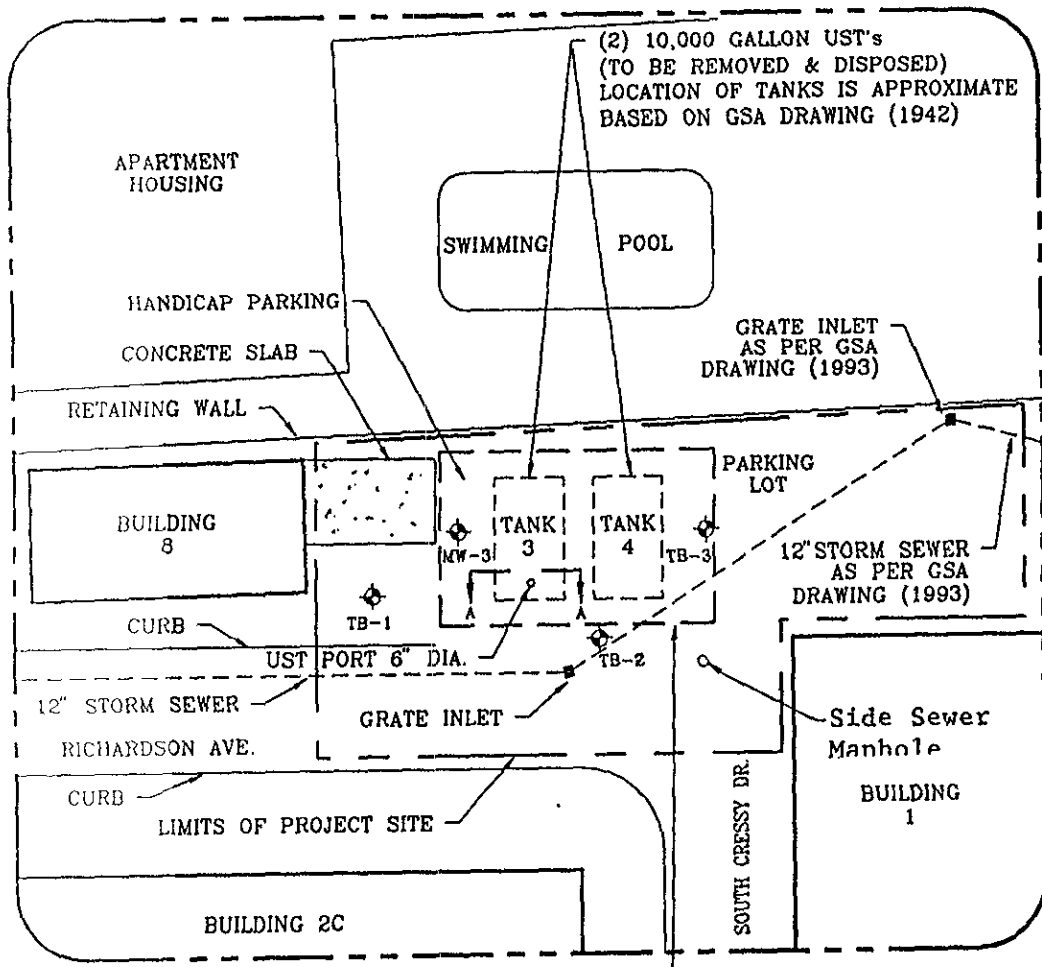 (2) 10,000 GALLON UST's
(TO BE REMOVED & DISPOSED)
LOCATION OF TANKS IS APPROXIMATE
BASED ON GSA DRAWING (1942)
APARTMENT
HOUSING
SWIMMING POOL
HANDICAP PARKING
CONCRETE SLAB
RETAINING WALL
GRATE INLET
AS PER GSA
DRAWING (1993)
PARKING
LOT
BUILDING
8
MW-3
TANK
3
TANK
4
TB-3
12" STORM SEWER
AS PER GSA
DRAWING (1993)
TB-1
A
A
CURB
UST PORT 6" DIA.
TB-2
12" STORM SEWER
GRATE INLET
RICHARDSON AVE.
Side Sewer
Manhole
CURB
LIMITS OF PROJECT SITE
SOUTH CRESSY DR.
BUILDING
1
BUILDING 2C